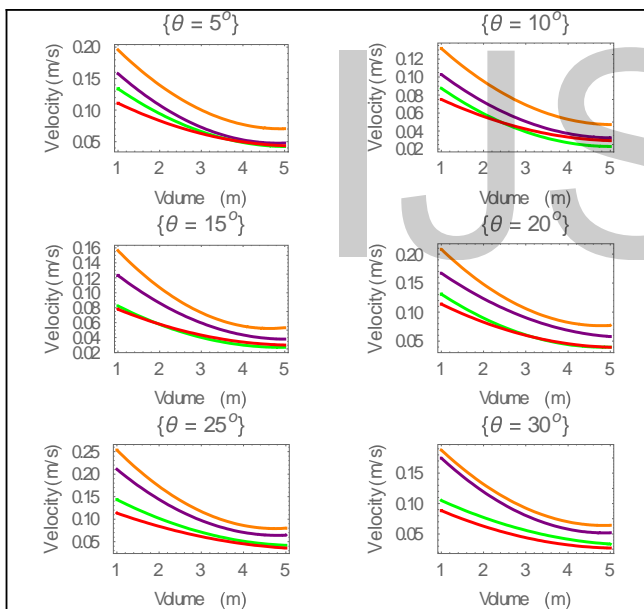 {θ = 5°}
{θ = 10°}
Velocity (m/s)
0.20
0.15
0.10
0.05
1 2 3 4 5
Volume (m)
Velocity (m/s)
0.12
0.10
0.08
0.06
0.04
0.02
1 2 3 4 5
Volume (m)
{θ = 15°}
{θ = 20°}
Velocity (m/s)
0.16
0.14
0.12
0.10
0.08
0.06
0.04
0.02
1 2 3 4 5
Volume (m)
Velocity (m/s)
0.20
0.15
0.10
0.05
1 2 3 4 5
Volume (m)
{θ = 25°}
{θ = 30°}
Velocity (m/s)
0.25
0.20
0.15
0.10
0.05
1 2 3 4 5
Volume (m)
Velocity (m/s)
0.15
0.10
0.05
1 2 3 4 5
Volume (m)
IJS